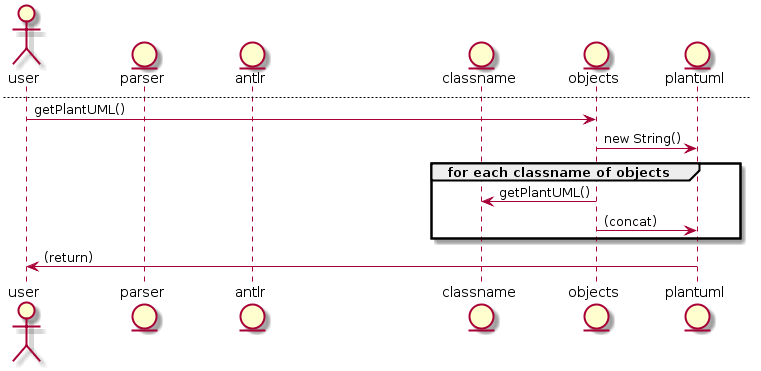 user parser antlr classname objects plantuml
getPlantUML()
new String()
for each classname of objects
getPlantUML()
(concat)
(return)
user parser antlr classname objects plantuml